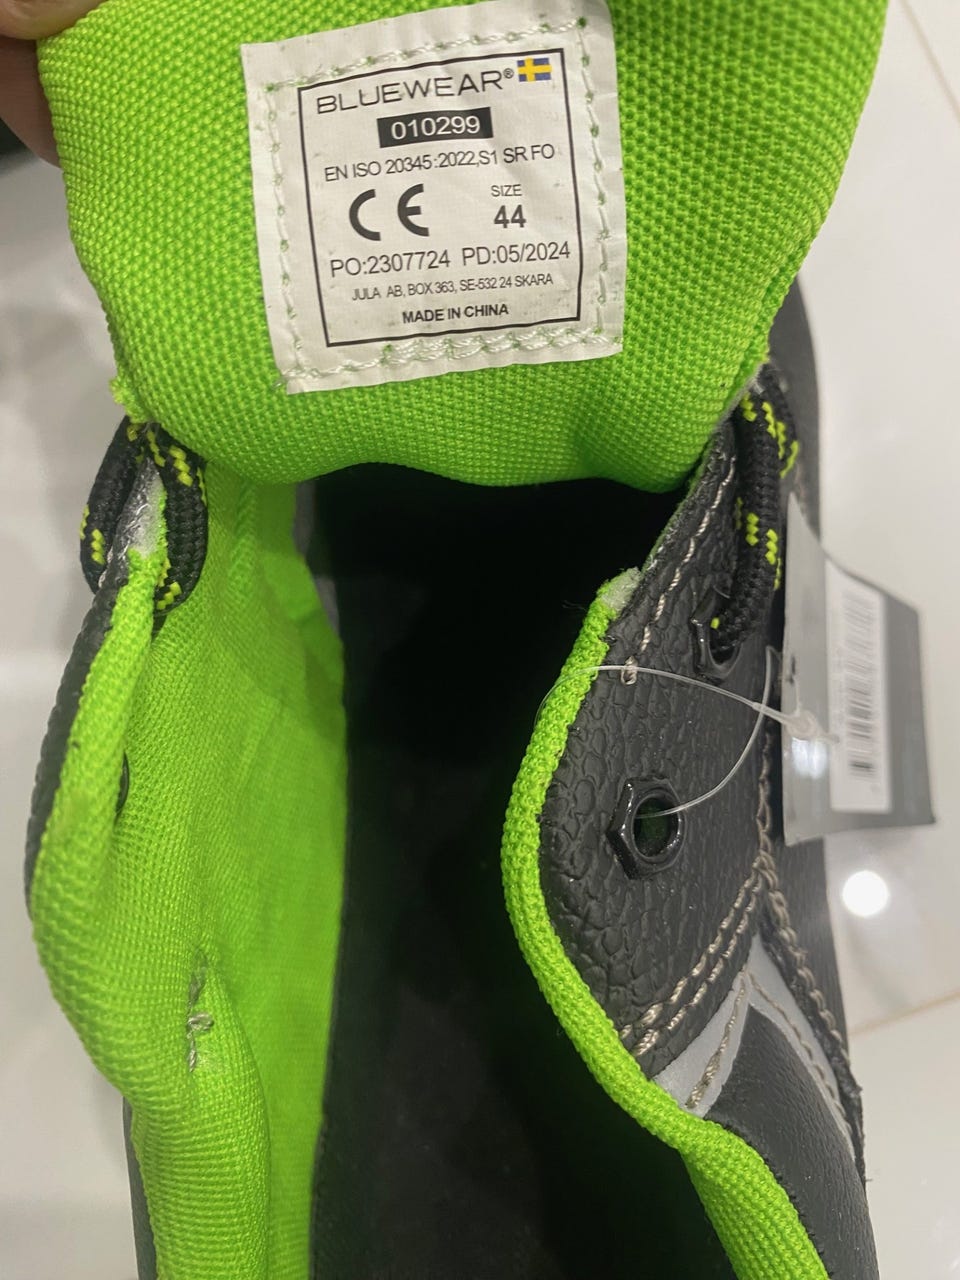 BLUEWEAR®
010299
EN ISO 20345:2022,S1 SR FO
CE
SIZE
44
PO:2307724 PD:05/2024
JULA AB, BOX 363, SE-532 24 SKARA
MADE IN CHINA